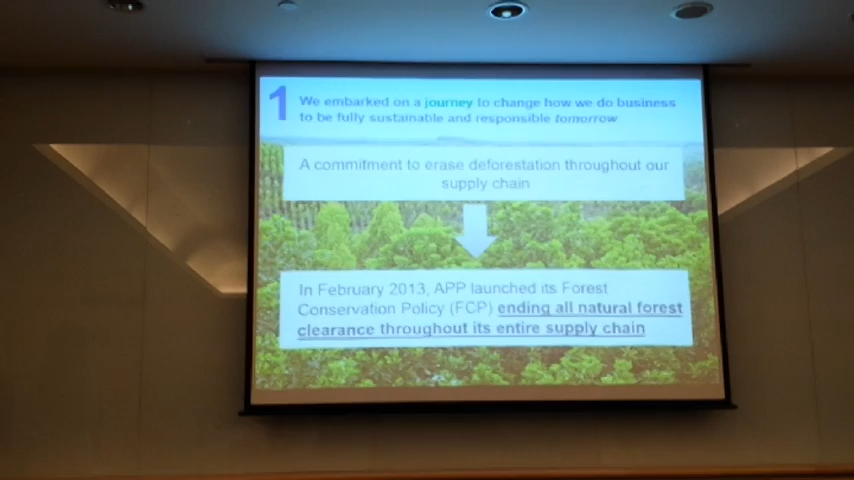 1 We embarked on a journey to change how we do business
to be fully sustainable and responsible tomorrow
A commitment to erase deforestation throughout our
supply chain
In February 2013, APP launched its Forest
Conservation Policy (FCP) ending all natural forest
clearance throughout its entire supply chain